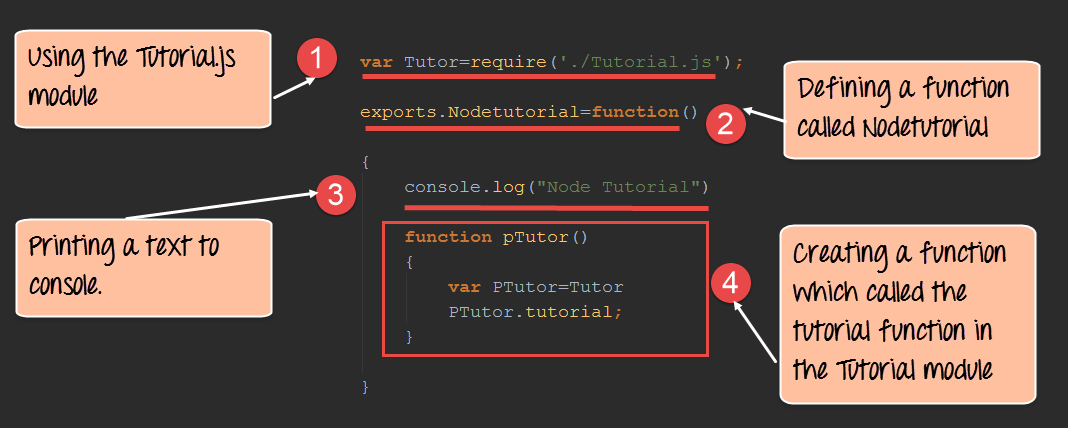 Using the Tutorial.js
module
1
var Tutor=require('./Tutorial.js');
exports.Nodetutorial=function()
2
Defining a function
called Nodetutorial
{
3
console.log("Node Tutorial")
Printing a text to
console.
function pTutor()
{
var PTutor=Tutor
PTutor.tutorial;
}
4
Creating a function
which called the
tutorial function in
the Tutorial module
}